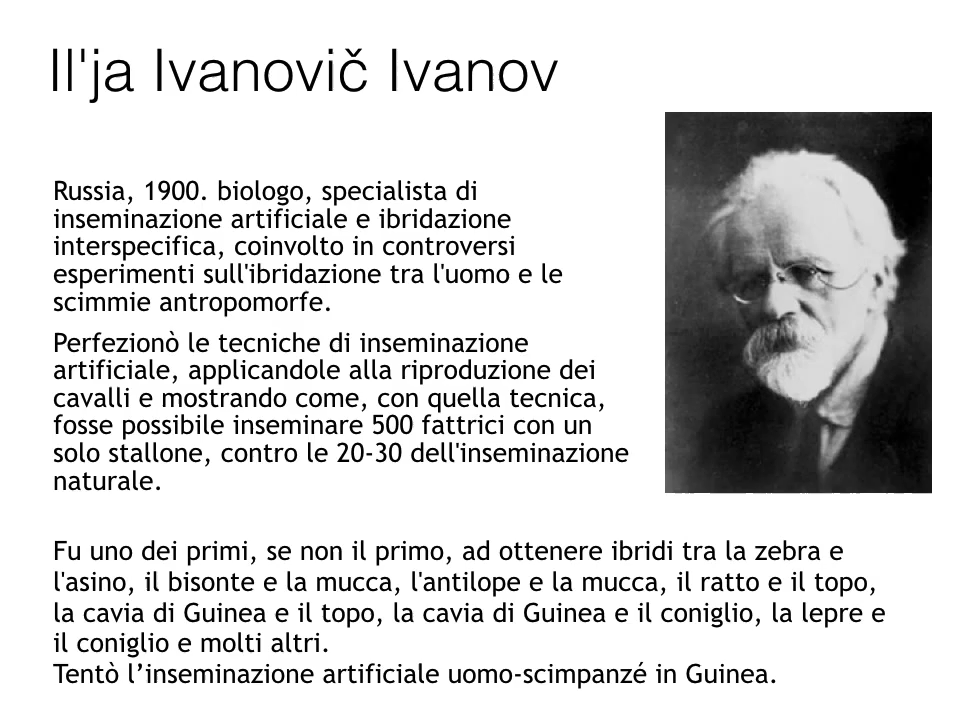 Il'ja Ivanovič Ivanov
Russia, 1900. biologo, specialista di
inseminazione artificiale e ibridazione
interspecifica, coinvolto in controversi
esperimenti sull'ibridazione tra l'uomo e le
scimmie antropomorfe.
Perfezionò le tecniche di inseminazione
artificiale, applicandole alla riproduzione dei
cavalli e mostrando come, con quella tecnica,
fosse possibile inseminare 500 fattrici con un
solo stallone, contro le 20-30 dell'inseminazione
naturale.
Fu uno dei primi, se non il primo, ad ottenere ibridi tra la zebra e
l'asino, il bisonte e la mucca, l'antilope e la mucca, il ratto e il topo,
la cavia di Guinea e il topo, la cavia di Guinea e il coniglio, la lepre e
il coniglio e molti altri.
Tentò l’inseminazione artificiale uomo-scimpanzé in Guinea.